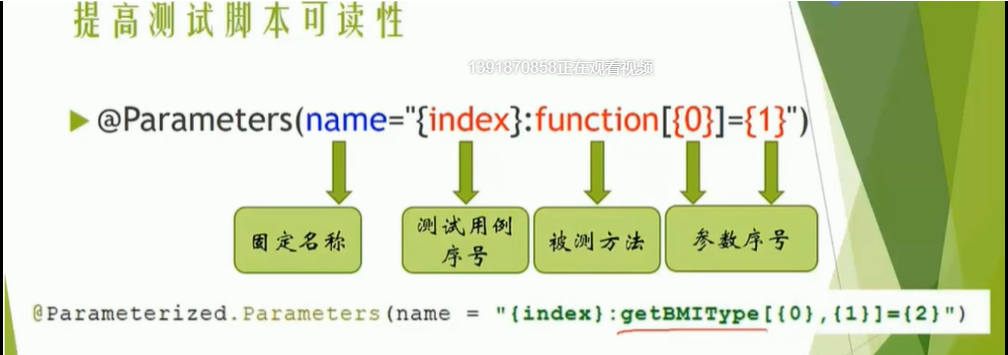 提高测试脚本可读性
1391870858正在观看视频
@Parameters(name="{index}:function[{0}]={1}")
固定名称
测试用例
序号
被测方法
参数序号
@Parameterized.Parameters(name = "{index}:getBMIType[{0},{1}]={2}")